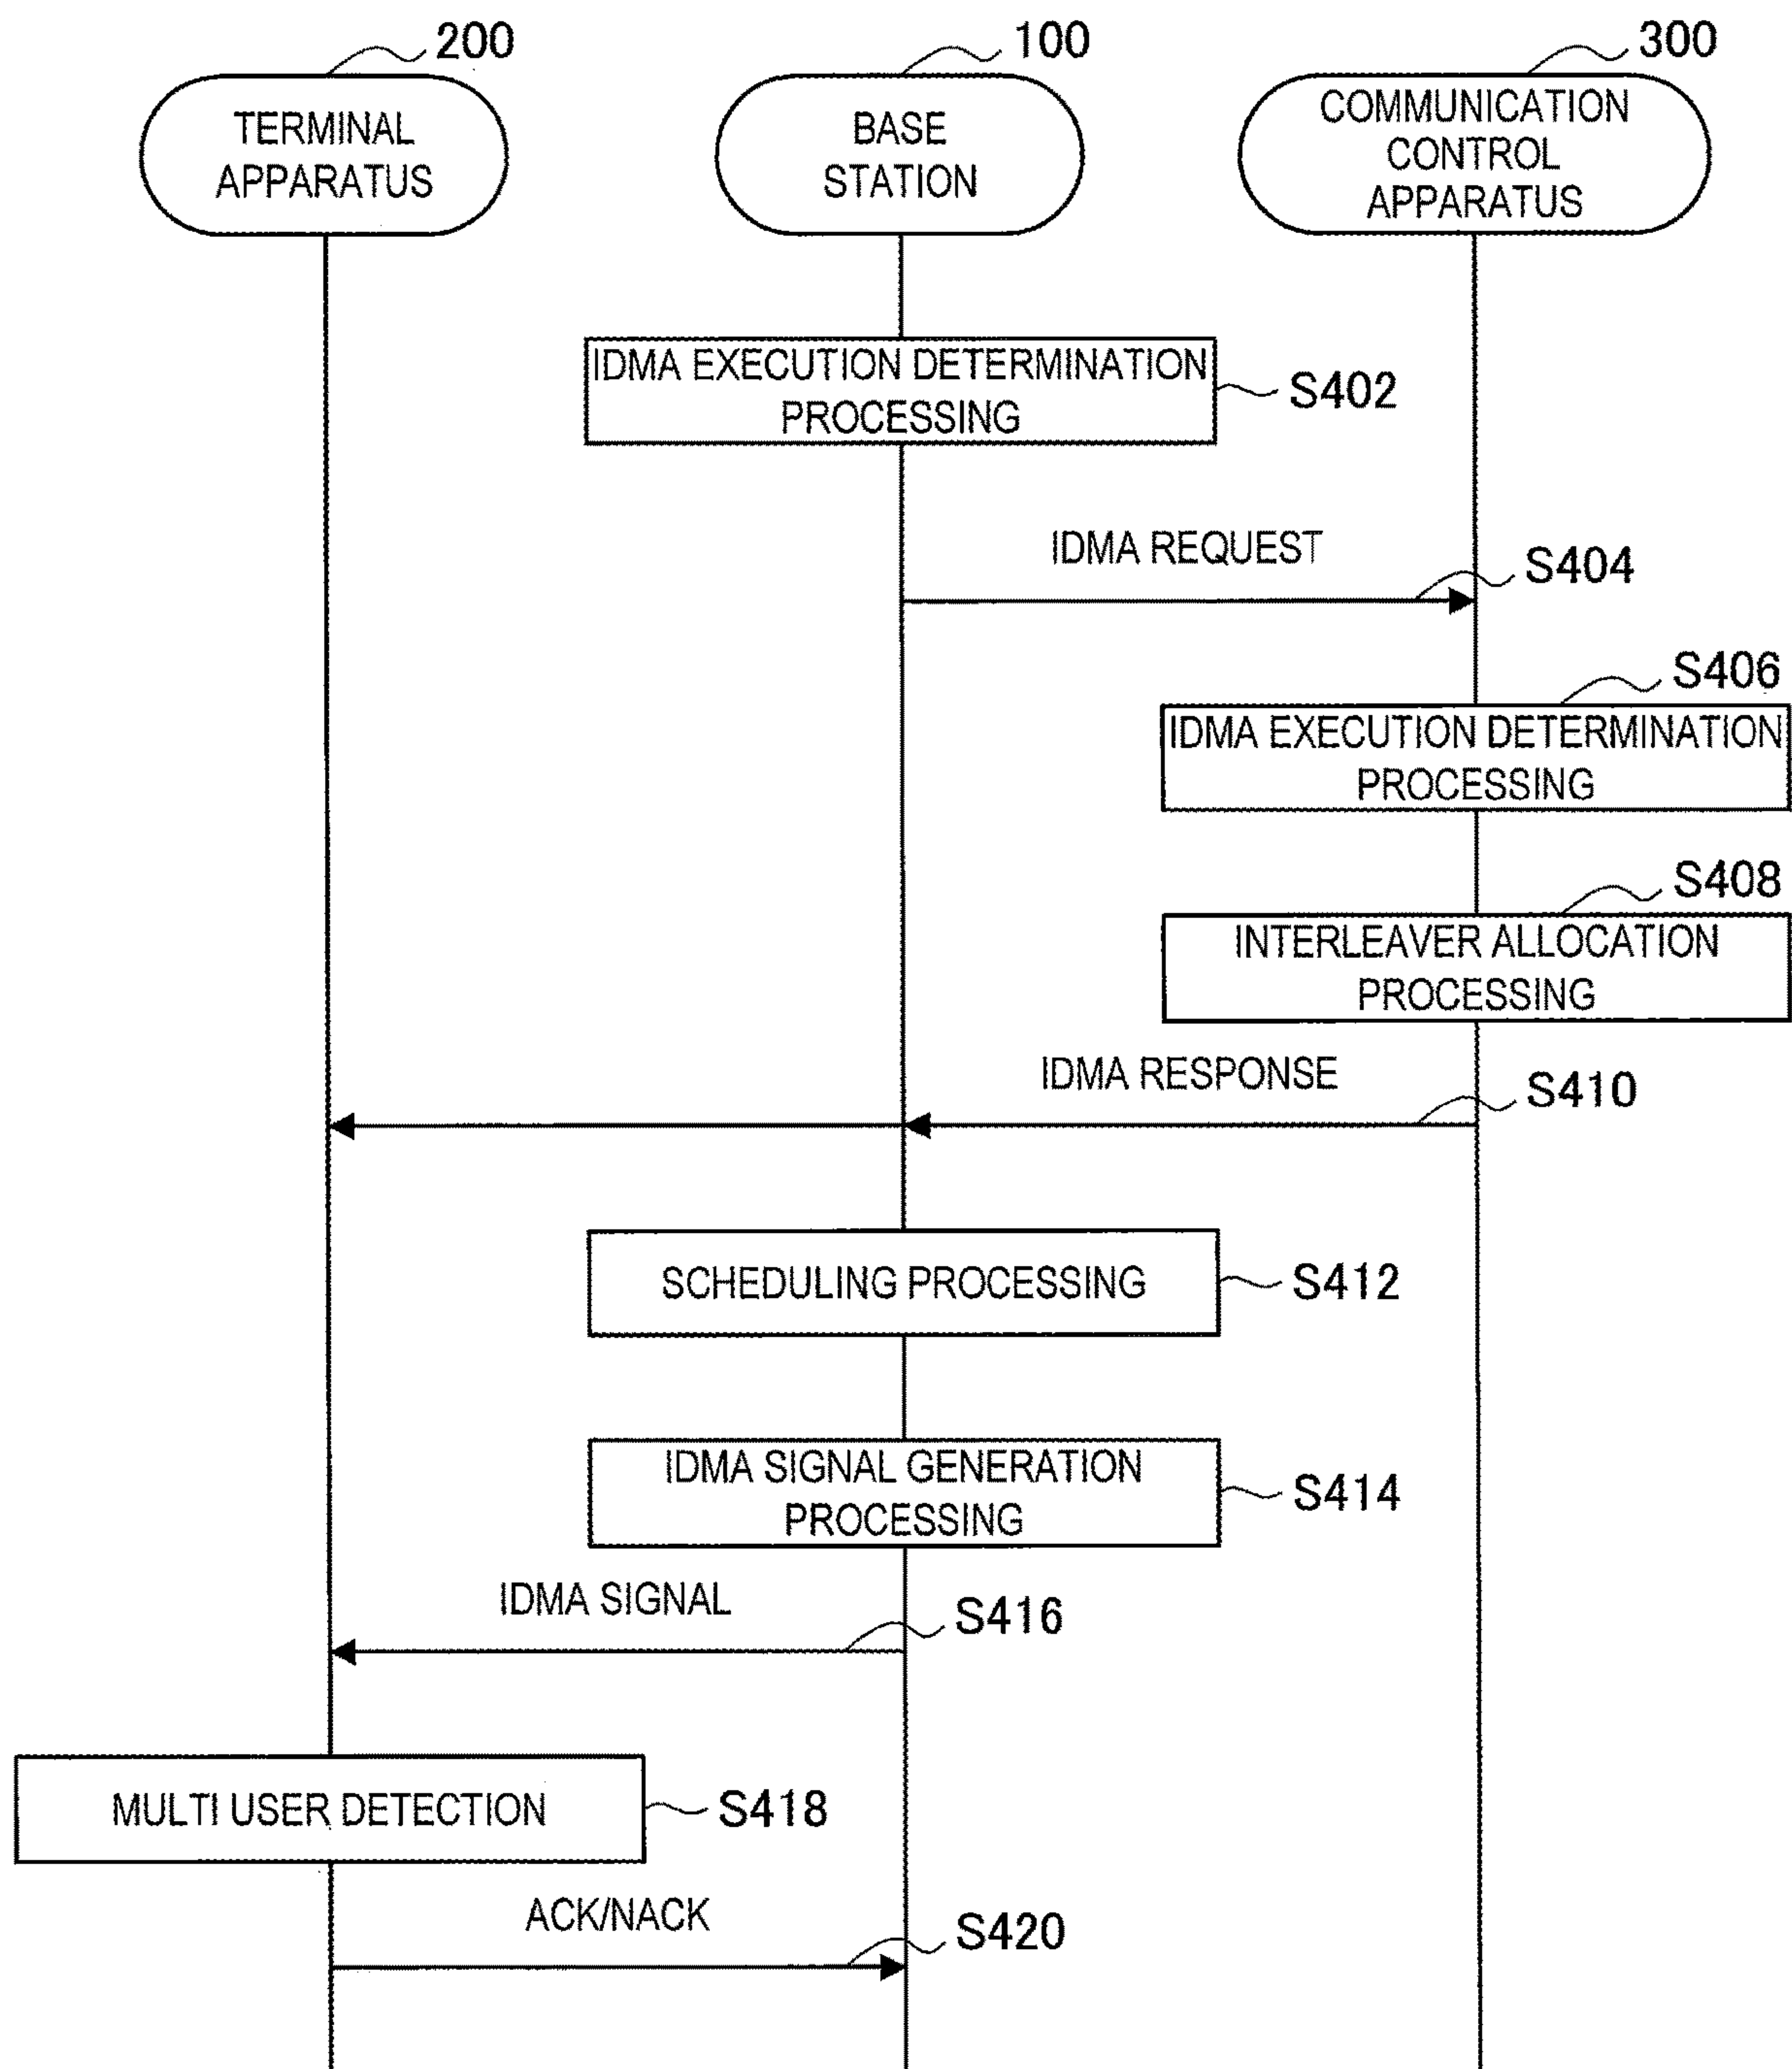 200
100
300
TERMINAL
APPARATUS
BASE
STATION
COMMUNICATION
CONTROL
APPARATUS
IDMA EXECUTION DETERMINATION
PROCESSING
S402
IDMA REQUEST
S404
S406
IDMA EXECUTION DETERMINATION
PROCESSING
S408
INTERLEAVER ALLOCATION
PROCESSING
IDMA RESPONSE
S410
SCHEDULING PROCESSING
S412
IDMA SIGNAL GENERATION
PROCESSING
S414
IDMA SIGNAL
S416
MULTI USER DETECTION
S418
ACK/NACK
S420